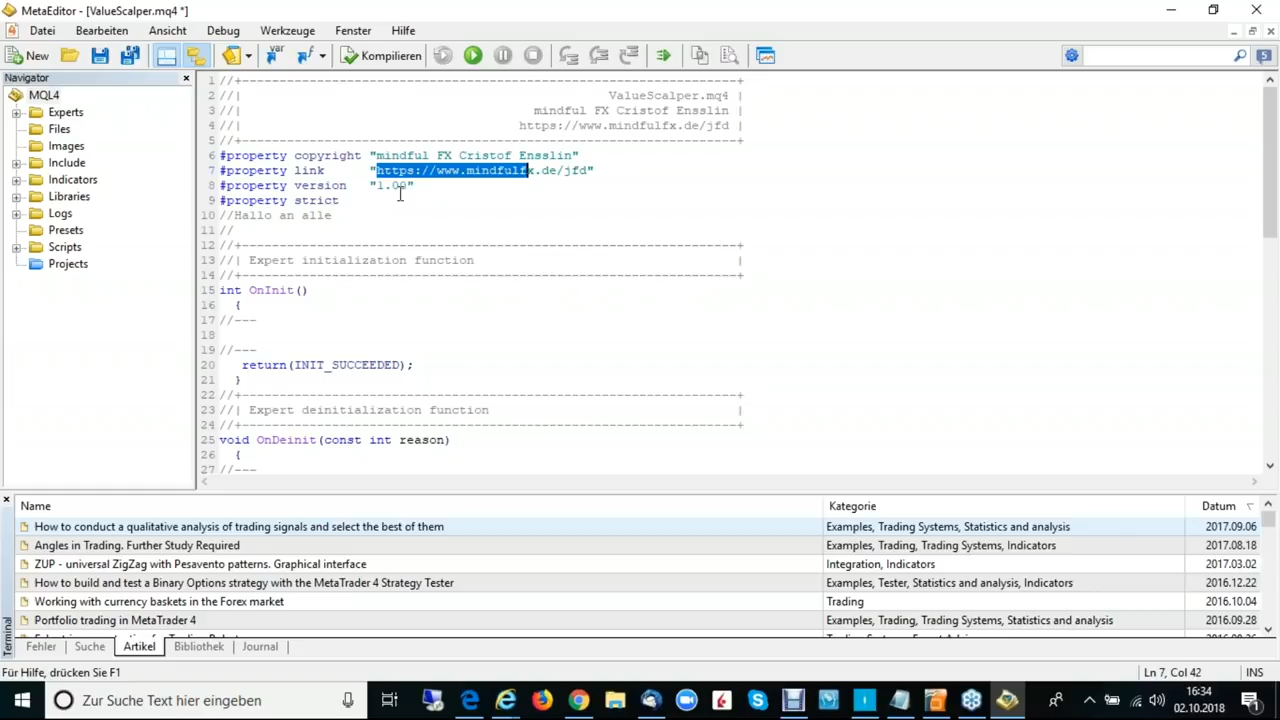 MetaEditor - [ValueScalper.mq4 *]
Datei Bearbeiten Ansicht Debug Werkzeuge Fenster Hilfe
New var Kompilieren 5
Navigator
MQL4
Experts
Files
Images
Include
Indicators
Libraries
Logs
Presets
Scripts
Projects
1 //+------------------------------------------------------------------+
2 //| ValueScalper.mq4 |
3 //| mindful FX Cristof Ensslin |
4 //| https://www.mindfulfx.de/jfd |
5 //+------------------------------------------------------------------+
6 #property copyright "mindful FX Cristof Ensslin"
7 #property link "https://www.mindfulfx.de/jfd"
8 #property version "1.00"
9 #property strict
10 //Hallo an alle
11 //
12 //+------------------------------------------------------------------+
13 //| Expert initialization function |
14 //+------------------------------------------------------------------+
15 int OnInit()
16 {
17 //---
18
19 //---
20 return(INIT_SUCCEEDED);
21 }
22 //+------------------------------------------------------------------+
23 //| Expert deinitialization function |
24 //+------------------------------------------------------------------+
25 void OnDeinit(const int reason)
26 {
27 //---
Name Kategorie Datum
How to conduct a qualitative analysis of trading signals and select the best of them Examples, Trading Systems, Statistics and analysis 2017.09.06
Angles in Trading. Further Study Required Examples, Trading, Trading Systems, Indicators 2017.08.18
ZUP - universal ZigZag with Pesavento patterns. Graphical interface Integration, Indicators 2017.03.02
How to build and test a Binary Options strategy with the MetaTrader 4 Strategy Tester Examples, Tester, Statistics and analysis, Indicators 2016.12.22
Working with currency baskets in the Forex market Trading 2016.10.04
Portfolio trading in MetaTrader 4 Examples, Trading, Trading Systems, Statistics and analysis 2016.09.28
Terminal
Fehler Suche Artikel Bibliothek Journal
Für Hilfe, drücken Sie F1 Ln 7, Col 42 INS
Zur Suche Text hier eingeben
16:34
02.10.2018